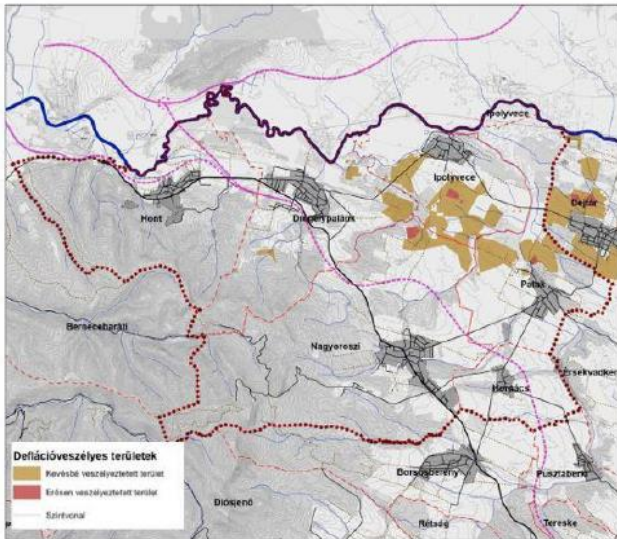 Ipolyvece
Ipolyvece
Dejtár
Hont
Drégelypalánk
Patak
Bernecebaráti
Nagyoroszi
Érsekvadkert
Horpács
Deflációveszélyes területek
Kevésbé veszélyeztetett terület
Erősen veszélyeztetett terület
Szintvonal
Borsosberény
Pusztaberki
Diósjenő
Rétság
Tereske